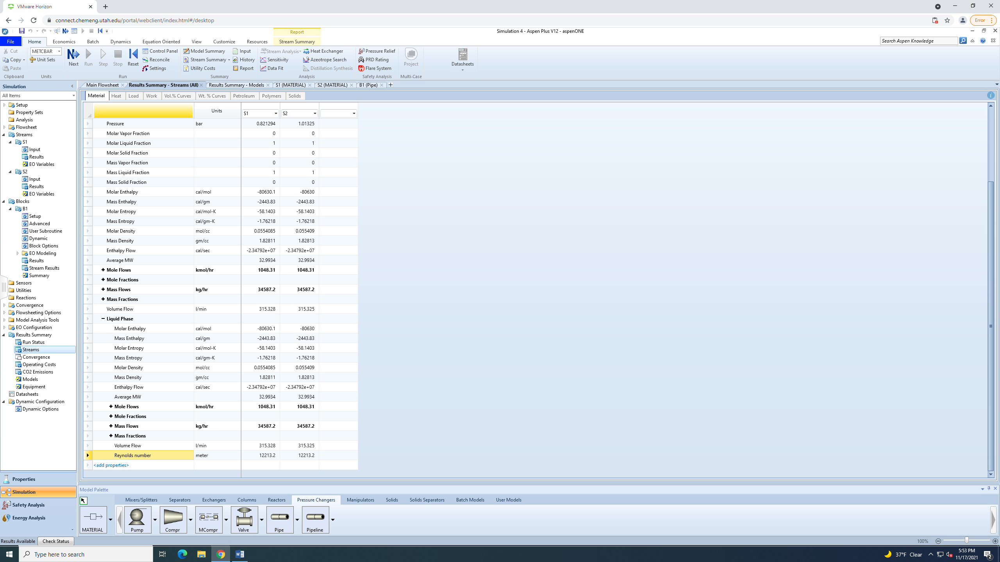 VMware Horizon
connect.chemeng.utah.edu/portal/webclient/index.html#/desktop
Error
Report
Simulation 4 - Aspen Plus V12 - aspenONE
File Home Economics Batch Dynamics Equation Oriented View Customize Resources Stream Summary
Search Aspen Knowledge
Cut
Copy
Paste
Clipboard
METCBAR
Unit Sets
Units
Next Run Step Stop Reset
Control Panel
Reconcile
Settings
Run
Model Summary
Stream Summary
Utility Costs
Input
History
Report
Summary
Stream Analysis
Sensitivity
Data Fit
Heat Exchanger
Azeotrope Search
Distillation Synthesis
Analysis
Pressure Relief
PRD Rating
Flare System
Safety Analysis
Project
Multi-Case
Datasheets
Simulation
All Items
Setup
Property Sets
Analysis
Flowsheet
Streams
S1
Input
Results
EO Variables
S2
Input
Results
EO Variables
Blocks
B1
Setup
Advanced
User Subroutine
Dynamic
Block Options
EO Modeling
Results
Stream Results
Summary
Sensors
Utilities
Reactions
Convergence
Flowsheeting Options
Model Analysis Tools
EO Configuration
Results Summary
Run Status
Streams
Convergence
Operating Costs
CO2 Emissions
Models
Equipment
Datasheets
Dynamic Configuration
Dynamic Options
Properties
Simulation
Safety Analysis
Energy Analysis
Main Flowsheet Results Summary - Streams (All) Results Summary - Models S1 (MATERIAL) S2 (MATERIAL) B1 (Pipe)
Material Heat Load Work Vol.% Curves Wt. % Curves Petroleum Polymers Solids
Units S1 S2
Pressure bar 0.821294 1.01325
Molar Vapor Fraction 0 0
Molar Liquid Fraction 1 1
Molar Solid Fraction 0 0
Mass Vapor Fraction 0 0
Mass Liquid Fraction 1 1
Mass Solid Fraction 0 0
Molar Enthalpy cal/mol -80630.1 -80630
Mass Enthalpy cal/gm -2443.83 -2443.83
Molar Entropy cal/mol-K -58.1403 -58.1403
Mass Entropy cal/gm-K -1.76218 -1.76218
Molar Density mol/cc 0.0554085 0.055409
Mass Density gm/cc 1.82811 1.82813
Enthalpy Flow cal/sec -2.34792e+07 -2.34792e+07
Average MW 32.9934 32.9934
+ Mole Flows kmol/hr 1048.31 1048.31
+ Mole Fractions
+ Mass Flows kg/hr 34587.2 34587.2
+ Mass Fractions
Volume Flow l/min 315.328 315.325
- Liquid Phase
Molar Enthalpy cal/mol -80630.1 -80630
Mass Enthalpy cal/gm -2443.83 -2443.83
Molar Entropy cal/mol-K -58.1403 -58.1403
Mass Entropy cal/gm-K -1.76218 -1.76218
Molar Density mol/cc 0.0554085 0.055409
Mass Density gm/cc 1.82811 1.82813
Enthalpy Flow cal/sec -2.34792e+07 -2.34792e+07
Average MW 32.9934 32.9934
+ Mole Flows kmol/hr 1048.31 1048.31
+ Mole Fractions
+ Mass Flows kg/hr 34587.2 34587.2
+ Mass Fractions
Volume Flow l/min 315.328 315.325
Reynolds number meter 12213.2 12213.2
<add properties>
Model Palette
Mixers/Splitters Separators Exchangers Columns Reactors Pressure Changers Manipulators Solids Solids Separators Batch Models User Models
MATERIAL Pump Compr MCompr Valve Pipe Pipeline
Results Available Check Status
100%
Type here to search
37°F Clear
5:53 PM
11/17/2021
2